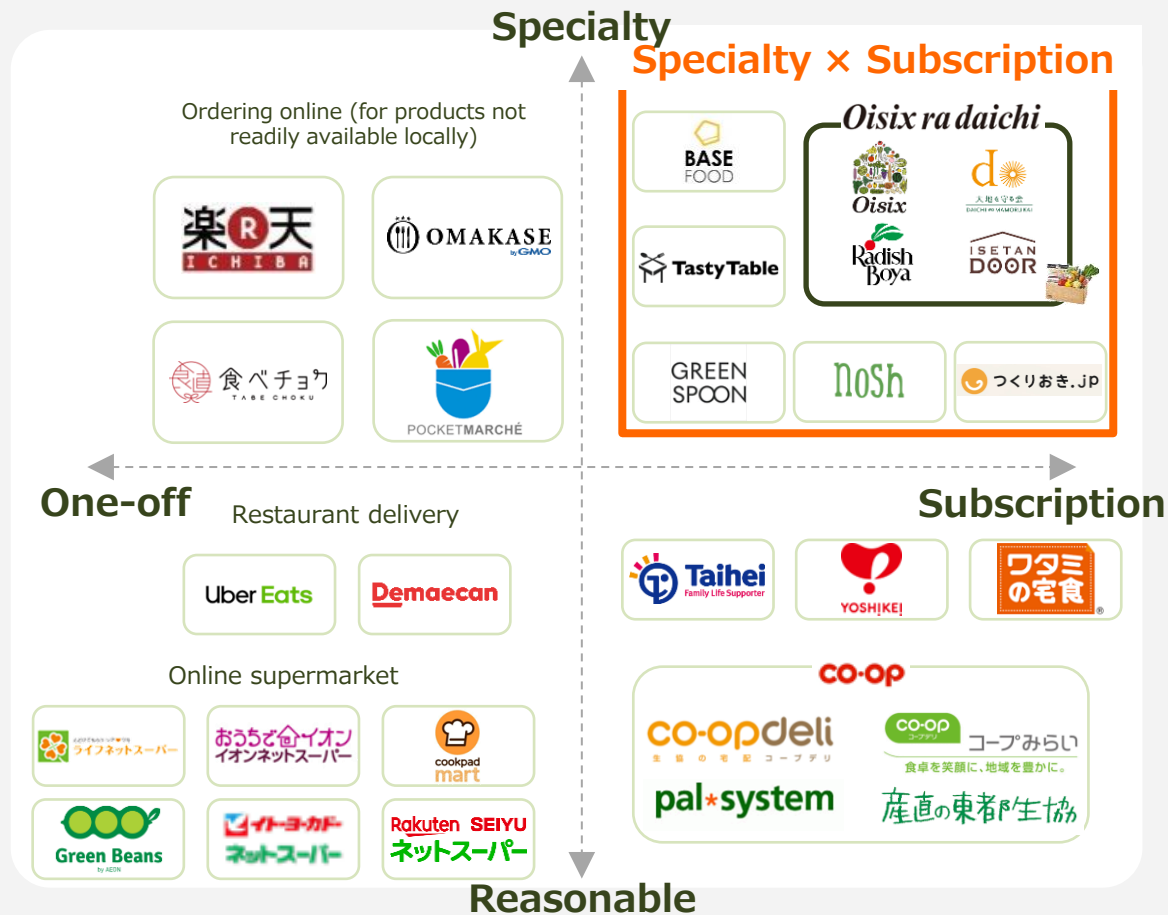 Specialty
Specialty × Subscription
Ordering online (for products not
readily available locally)
楽R天
ICHIBA
OMAKASE
by GMO
食べチョク
TABE CHOKU
POCKETMARCHÉ
BASE
FOOD
Oisix ra daichi
Oisix
do
大地を守る会
DAICHI WO MAMORU KAI
Radish
Boya
ISETAN
DOOR
Tasty Table
GREEN
SPOON
nosh
つくりおき.jp
One-off
Subscription
Restaurant delivery
Uber Eats
Demaecan
Taihei
Family Life Supporter
YOSHIKEI
ワタミ
の宅食
®
Online supermarket
ライフネットスーパー
おうちでイオン
イオンネットスーパー
cookpad
mart
Green Beans
by AEON
イトーヨーカドー
ネットスーパー
Rakuten SEIYU
ネットスーパー
co-op
co-opdeli
生協の宅配コープデリ
co-op
コープデリ
コープみらい
食卓を笑顔に、地域を豊かに。
pal*system
産直の東都生協
Reasonable